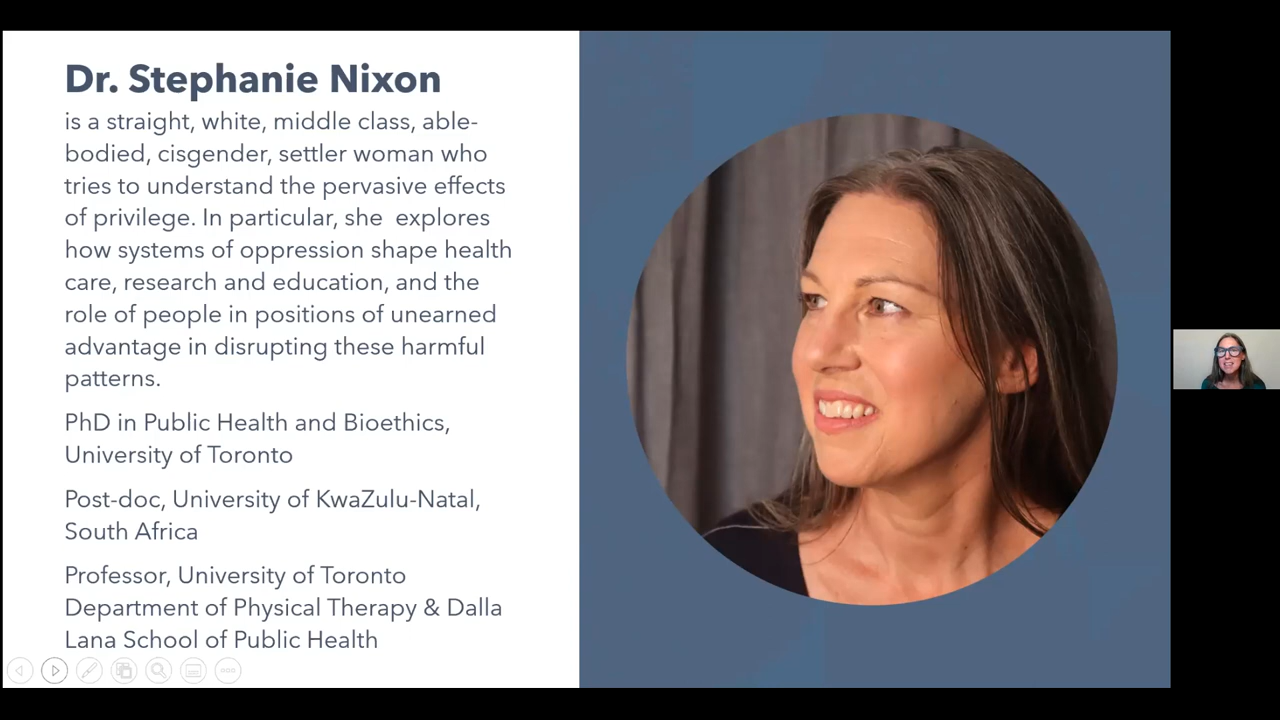 Dr. Stephanie Nixon
is a straight, white, middle class, able-
bodied, cisgender, settler woman who
tries to understand the pervasive effects
of privilege. In particular, she  explores
how systems of oppression shape health
care, research and education, and the
role of people in positions of unearned
advantage in disrupting these harmful
patterns.
PhD in Public Health and Bioethics,
University of Toronto
Post-doc, University of KwaZulu-Natal,
South Africa
Professor, University of Toronto
Department of Physical Therapy & Dalla
Lana School of Public Health